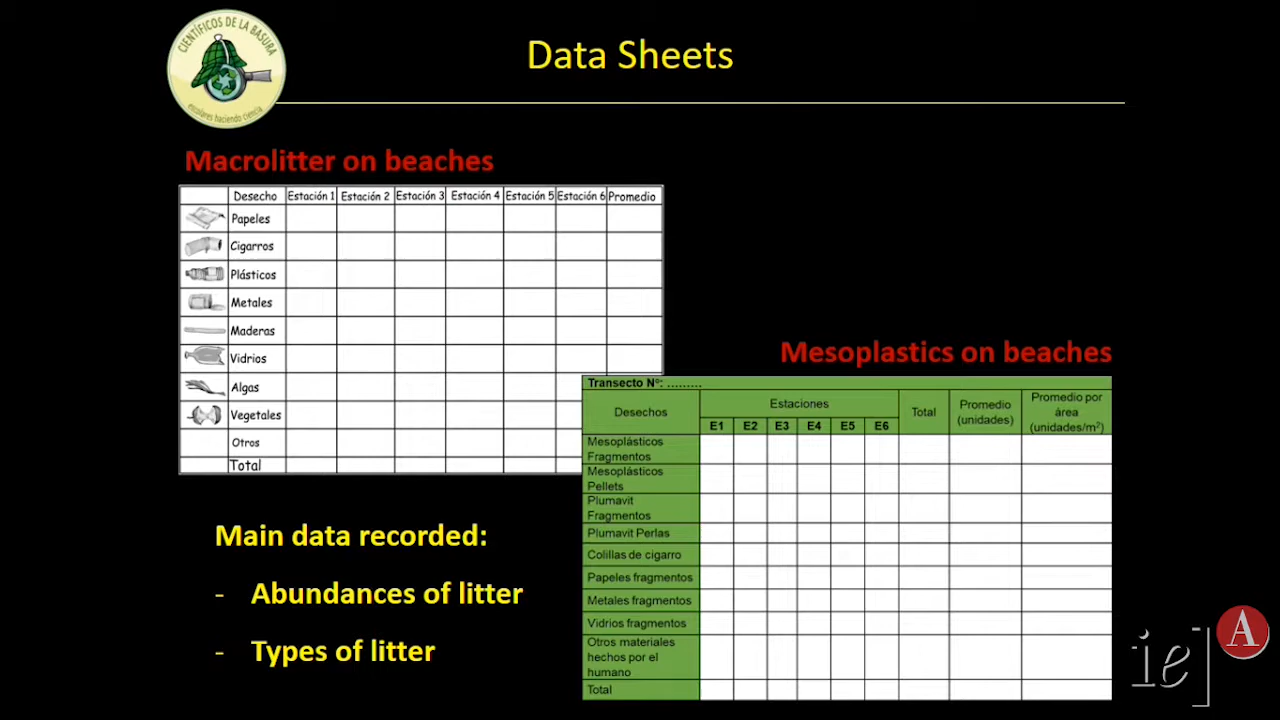 CIENTÍFICOS DE LA BASURA
escolares haciendo ciencia
Data Sheets
Macrolitter on beaches
Desecho Estación 1 Estación 2 Estación 3 Estación 4 Estación 5 Estación 6 Promedio
Papeles
Cigarros
Plásticos
Metales
Maderas
Vidrios
Algas
Vegetales
Otros
Total
Mesoplastics on beaches
Transecto Nº: .........
Desechos Estaciones Total Promedio (unidades) Promedio por área (unidades/m²)
E1 E2 E3 E4 E5 E6
Mesoplásticos
Fragmentos
Mesoplásticos
Pellets
Plumavit
Fragmentos
Plumavit Perlas
Colillas de cigarro
Papeles fragmentos
Metales fragmentos
Vidrios fragmentos
Otros materiales
hechos por el
humano
Total
Main data recorded:
- Abundances of litter
- Types of litter
ie] A